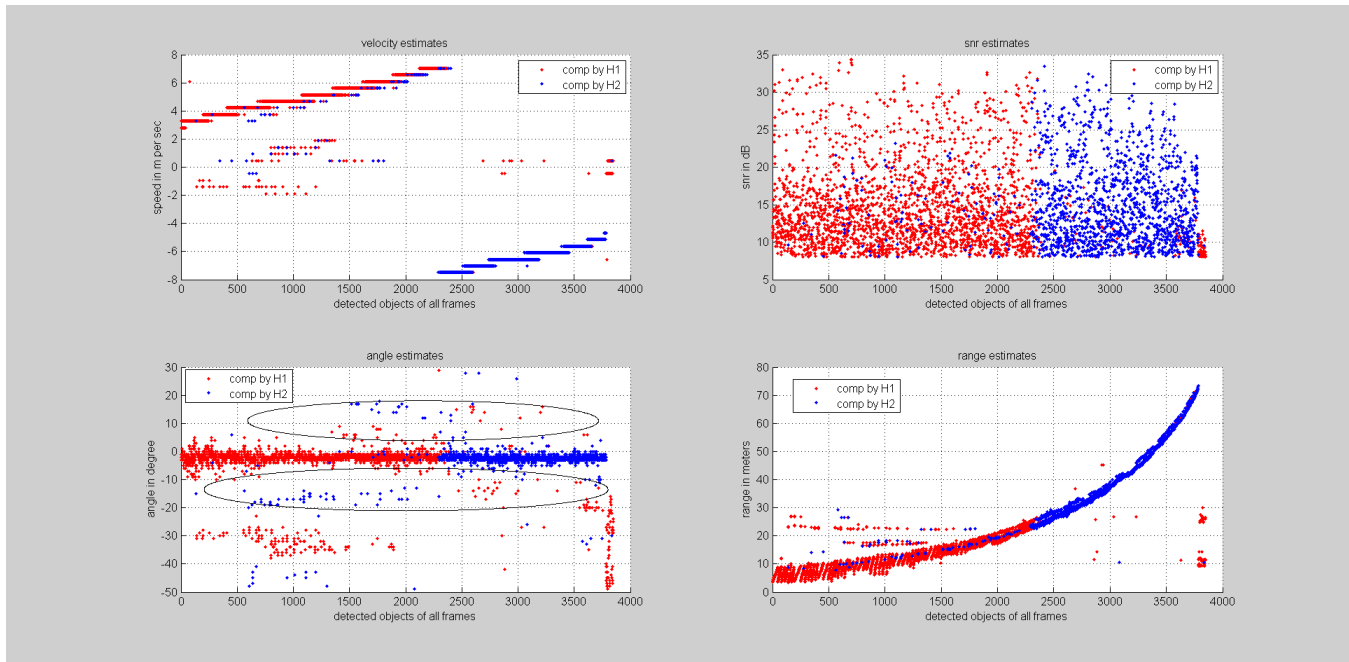 velocity estimates
8
6
4
2
0
-2
-4
-6
-8
speed in m per sec
comp by H1
comp by H2
0 500 1000 1500 2000 2500 3000 3500 4000
detected objects of all frames
snr estimates
35
30
25
20
15
10
5
snr in dB
comp by H1
comp by H2
0 500 1000 1500 2000 2500 3000 3500 4000
detected objects of all frames
angle estimates
30
20
10
0
-10
-20
-30
-40
-50
angle in degree
comp by H1
comp by H2
0 500 1000 1500 2000 2500 3000 3500 4000
detected objects of all frames
range estimates
80
70
60
50
40
30
20
10
0
range in meters
comp by H1
comp by H2
0 500 1000 1500 2000 2500 3000 3500 4000
detected objects of all frames